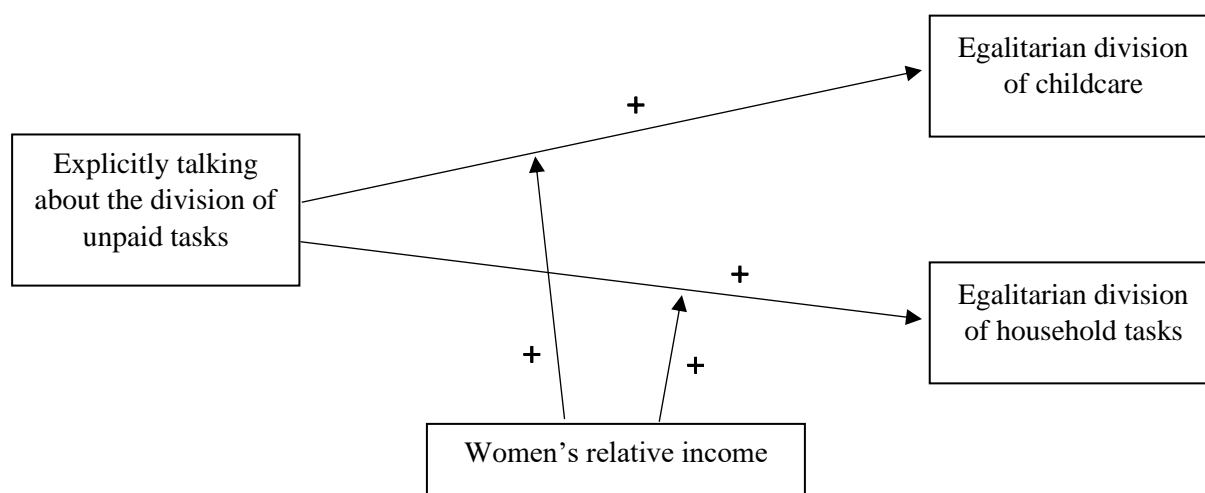 Egalitarian division
of childcare
+
Explicitly talking
about the division of
unpaid tasks
+
Egalitarian division
of household tasks
+
+
Women’s relative income